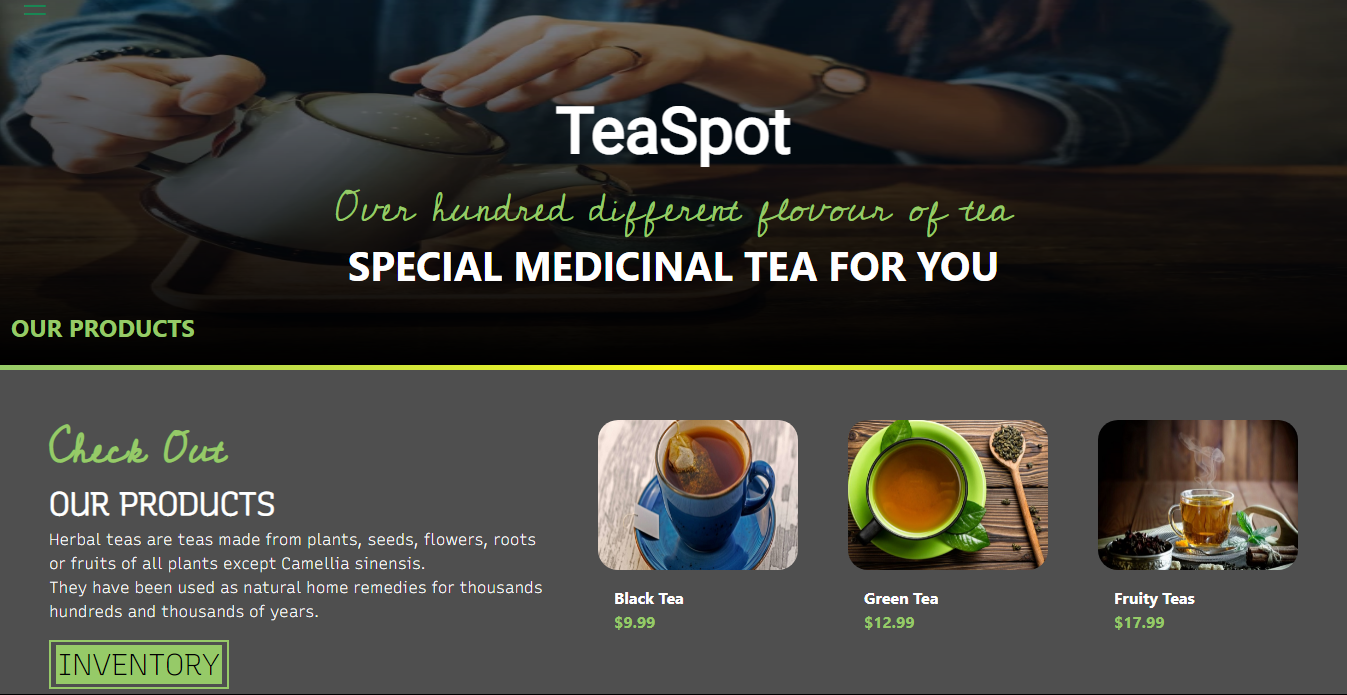 TeaSpot
Over hundred different flovour of tea
SPECIAL MEDICINAL TEA FOR YOU
OUR PRODUCTS
Check Out
OUR PRODUCTS
Herbal teas are teas made from plants, seeds, flowers, roots
or fruits of all plants except Camellia sinensis.
They have been used as natural home remedies for thousands
hundreds and thousands of years.
INVENTORY
Black Tea
$9.99
Green Tea
$12.99
Fruity Teas
$17.99